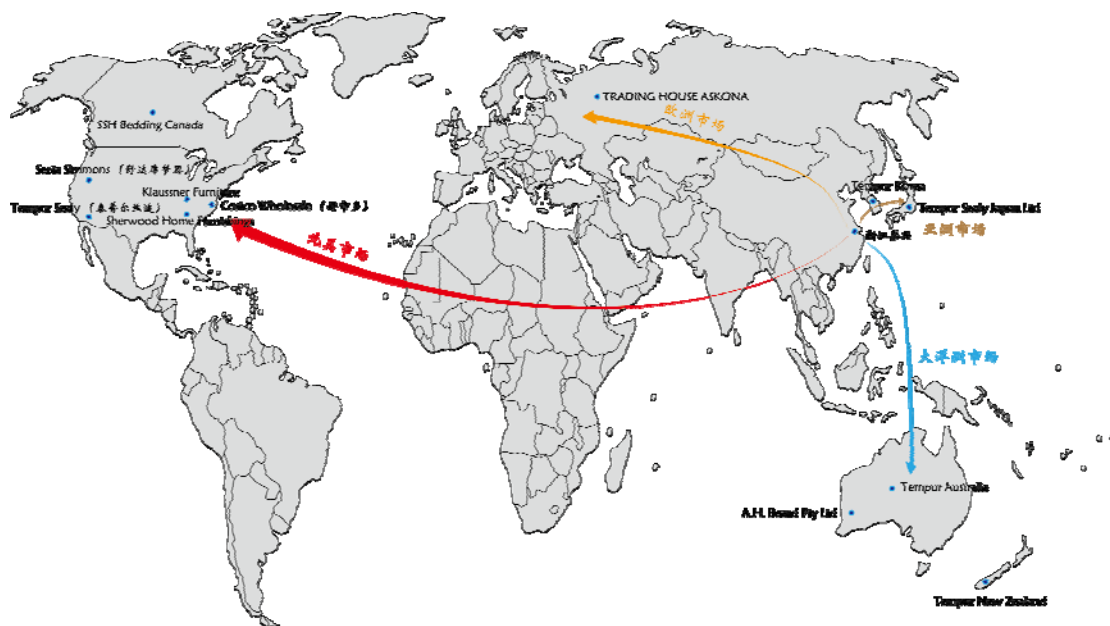 TRADING HOUSE ASKONA
欧洲市场
SSH Bedding Canada
Serta Simmons（舒达席梦思）
Klaussner Furniture
Tempur Sealy（泰普尔丝涟）
Costco Wholesale（好市多）
Sherwood Home Furnishings
Tempur Korea
Tempur Sealy Japan Ltd
亚洲市场
北美市场
大洋洲市场
Tempur Australia
A.H. Beard Pty Ltd
Tempur New Zealand